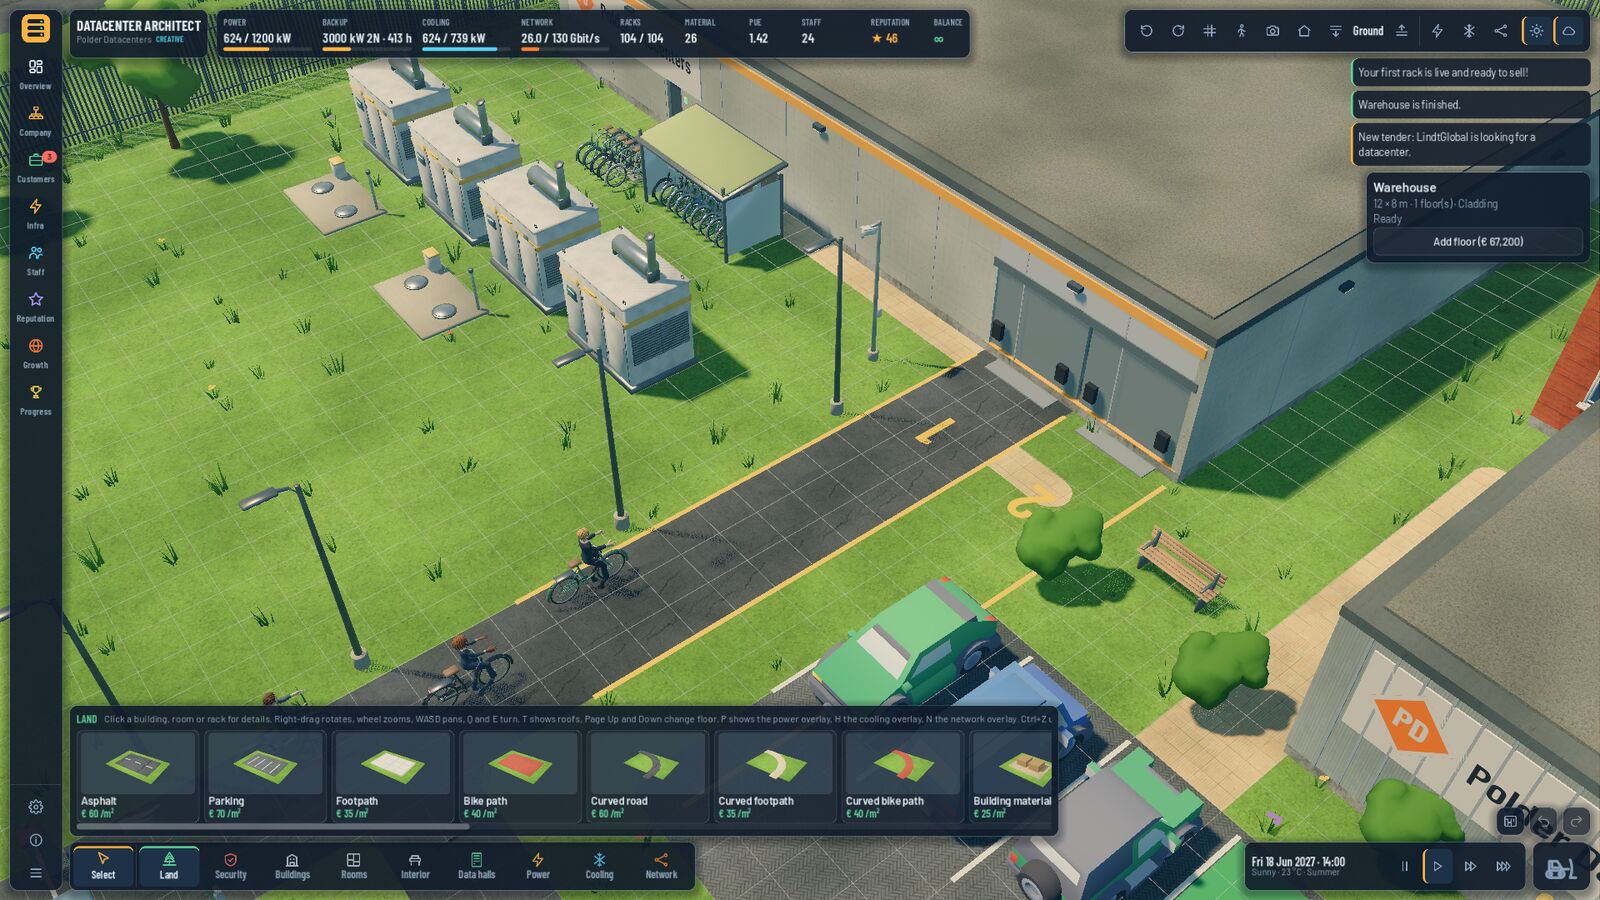 DATACENTER ARCHITECT
Polder Datacenters CREATIVE
POWER
624 / 1200 kW
BACKUP
3000 kW 2N · 413 h
COOLING
624 / 739 kW
NETWORK
26.0 / 130 Gbit/s
RACKS
104 / 104
MATERIAL
26
PUE
1.42
STAFF
24
REPUTATION
★ 46
BALANCE
∞
Ground
Your first rack is live and ready to sell!
Warehouse is finished.
New tender: LindtGlobal is looking for a
datacenter.
Warehouse
12 × 8 m · 1 floor(s) · Cladding
Ready
Add floor (€ 67,200)
Overview
Company
3
Customers
Infra
Staff
Reputation
Growth
Progress
1
2
PD
LAND Click a building, room or rack for details. Right-drag rotates, wheel zooms, WASD pans, Q and E turn. T shows roofs, Page Up and Down change floor. P shows the power overlay, H the cooling overlay, N the network overlay. Ctrl+Z
Asphalt
€ 60 /m²
Parking
€ 70 /m²
Footpath
€ 35 /m²
Bike path
€ 40 /m²
Curved road
€ 60 /m²
Curved footpath
€ 35 /m²
Curved bike path
€ 40 /m²
Building material
€ 25 /m²
Select
Land
Security
Buildings
Rooms
Interior
Data halls
Power
Cooling
Network
Fri 18 Jun 2027 · 14:00
Sunny · 23 °C · Summer